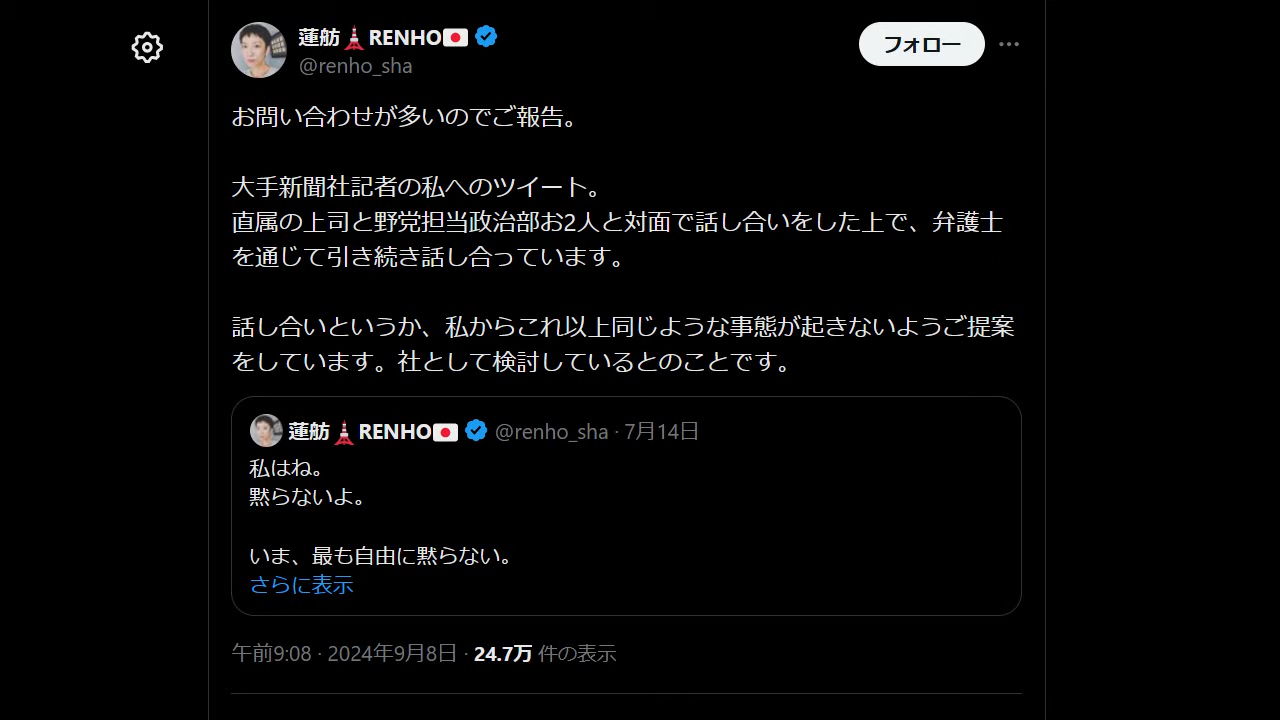 蓮舫🗼RENHO🇯🇵
フォロー
@renho_sha
お問い合わせが多いのでご報告。
大手新聞社記者の私へのツイート。
直属の上司と野党担当政治部お2人と対面で話し合いをした上で、弁護士
を通じて引き続き話し合っています。
話し合いというか、私からこれ以上同じような事態が起きないようご提案
をしています。社として検討しているとのことです。
蓮舫🗼RENHO🇯🇵 @renho_sha · 7月14日
私はね。
黙らないよ。
いま、最も自由に黙らない。
さらに表示
午前9:08 · 2024年9月8日 · 24.7万 件の表示